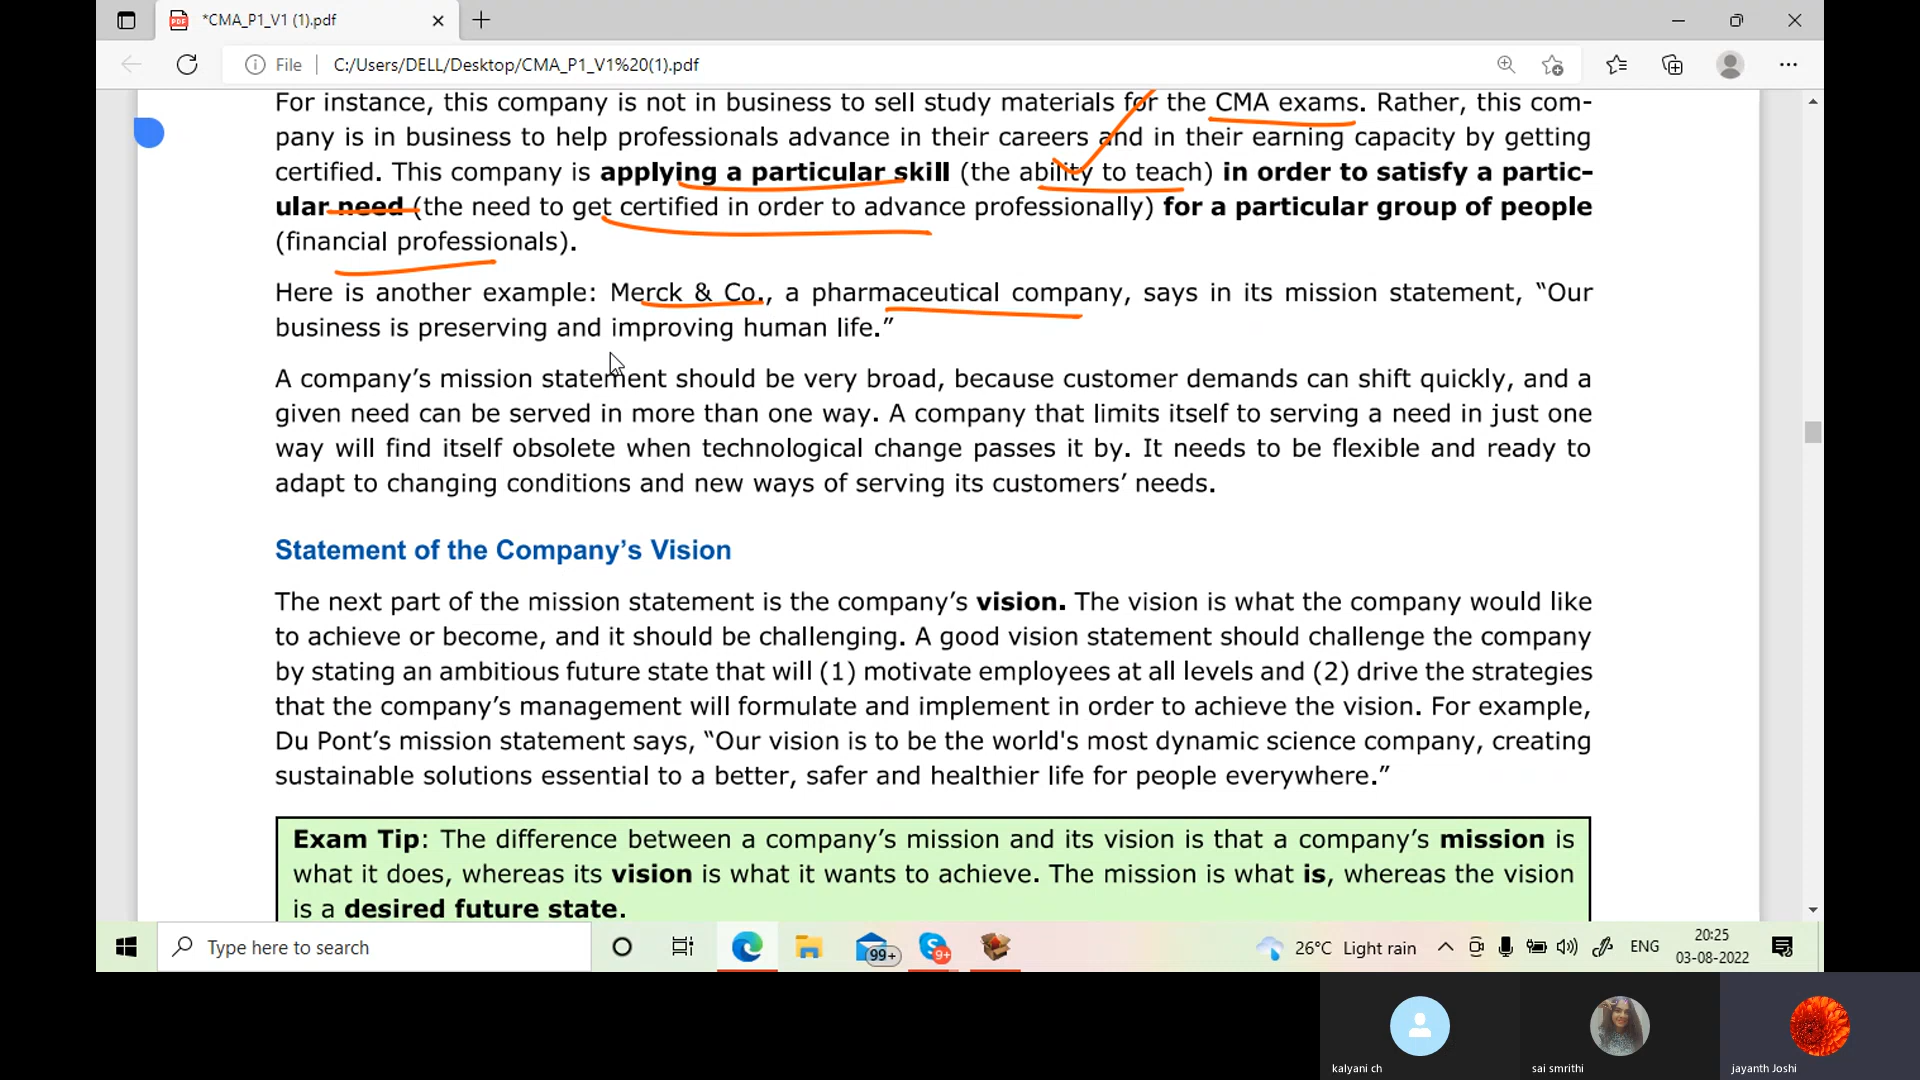 *CMA_P1_V1 (1).pdf
File
C:/Users/DELL/Desktop/CMA_P1_V1%20(1).pdf
For instance, this company is not in business to sell study materials for the CMA exams. Rather, this com-
pany is in business to help professionals advance in their careers and in their earning capacity by getting
certified. This company is applying a particular skill (the ability to teach) in order to satisfy a partic-
ular need (the need to get certified in order to advance professionally) for a particular group of people
(financial professionals).
Here is another example: Merck & Co., a pharmaceutical company, says in its mission statement, “Our
business is preserving and improving human life.”
A company’s mission statement should be very broad, because customer demands can shift quickly, and a
given need can be served in more than one way. A company that limits itself to serving a need in just one
way will find itself obsolete when technological change passes it by. It needs to be flexible and ready to
adapt to changing conditions and new ways of serving its customers’ needs.
Statement of the Company’s Vision
The next part of the mission statement is the company’s vision. The vision is what the company would like
to achieve or become, and it should be challenging. A good vision statement should challenge the company
by stating an ambitious future state that will (1) motivate employees at all levels and (2) drive the strategies
that the company’s management will formulate and implement in order to achieve the vision. For example,
Du Pont’s mission statement says, “Our vision is to be the world's most dynamic science company, creating
sustainable solutions essential to a better, safer and healthier life for people everywhere.”
Exam Tip: The difference between a company’s mission and its vision is that a company’s mission is
what it does, whereas its vision is what it wants to achieve. The mission is what is, whereas the vision
is a desired future state.
Type here to search
99+
9+
26°C Light rain
ENG
20:25
03-08-2022
kalyani ch
sai smrithi
jayanth Joshi